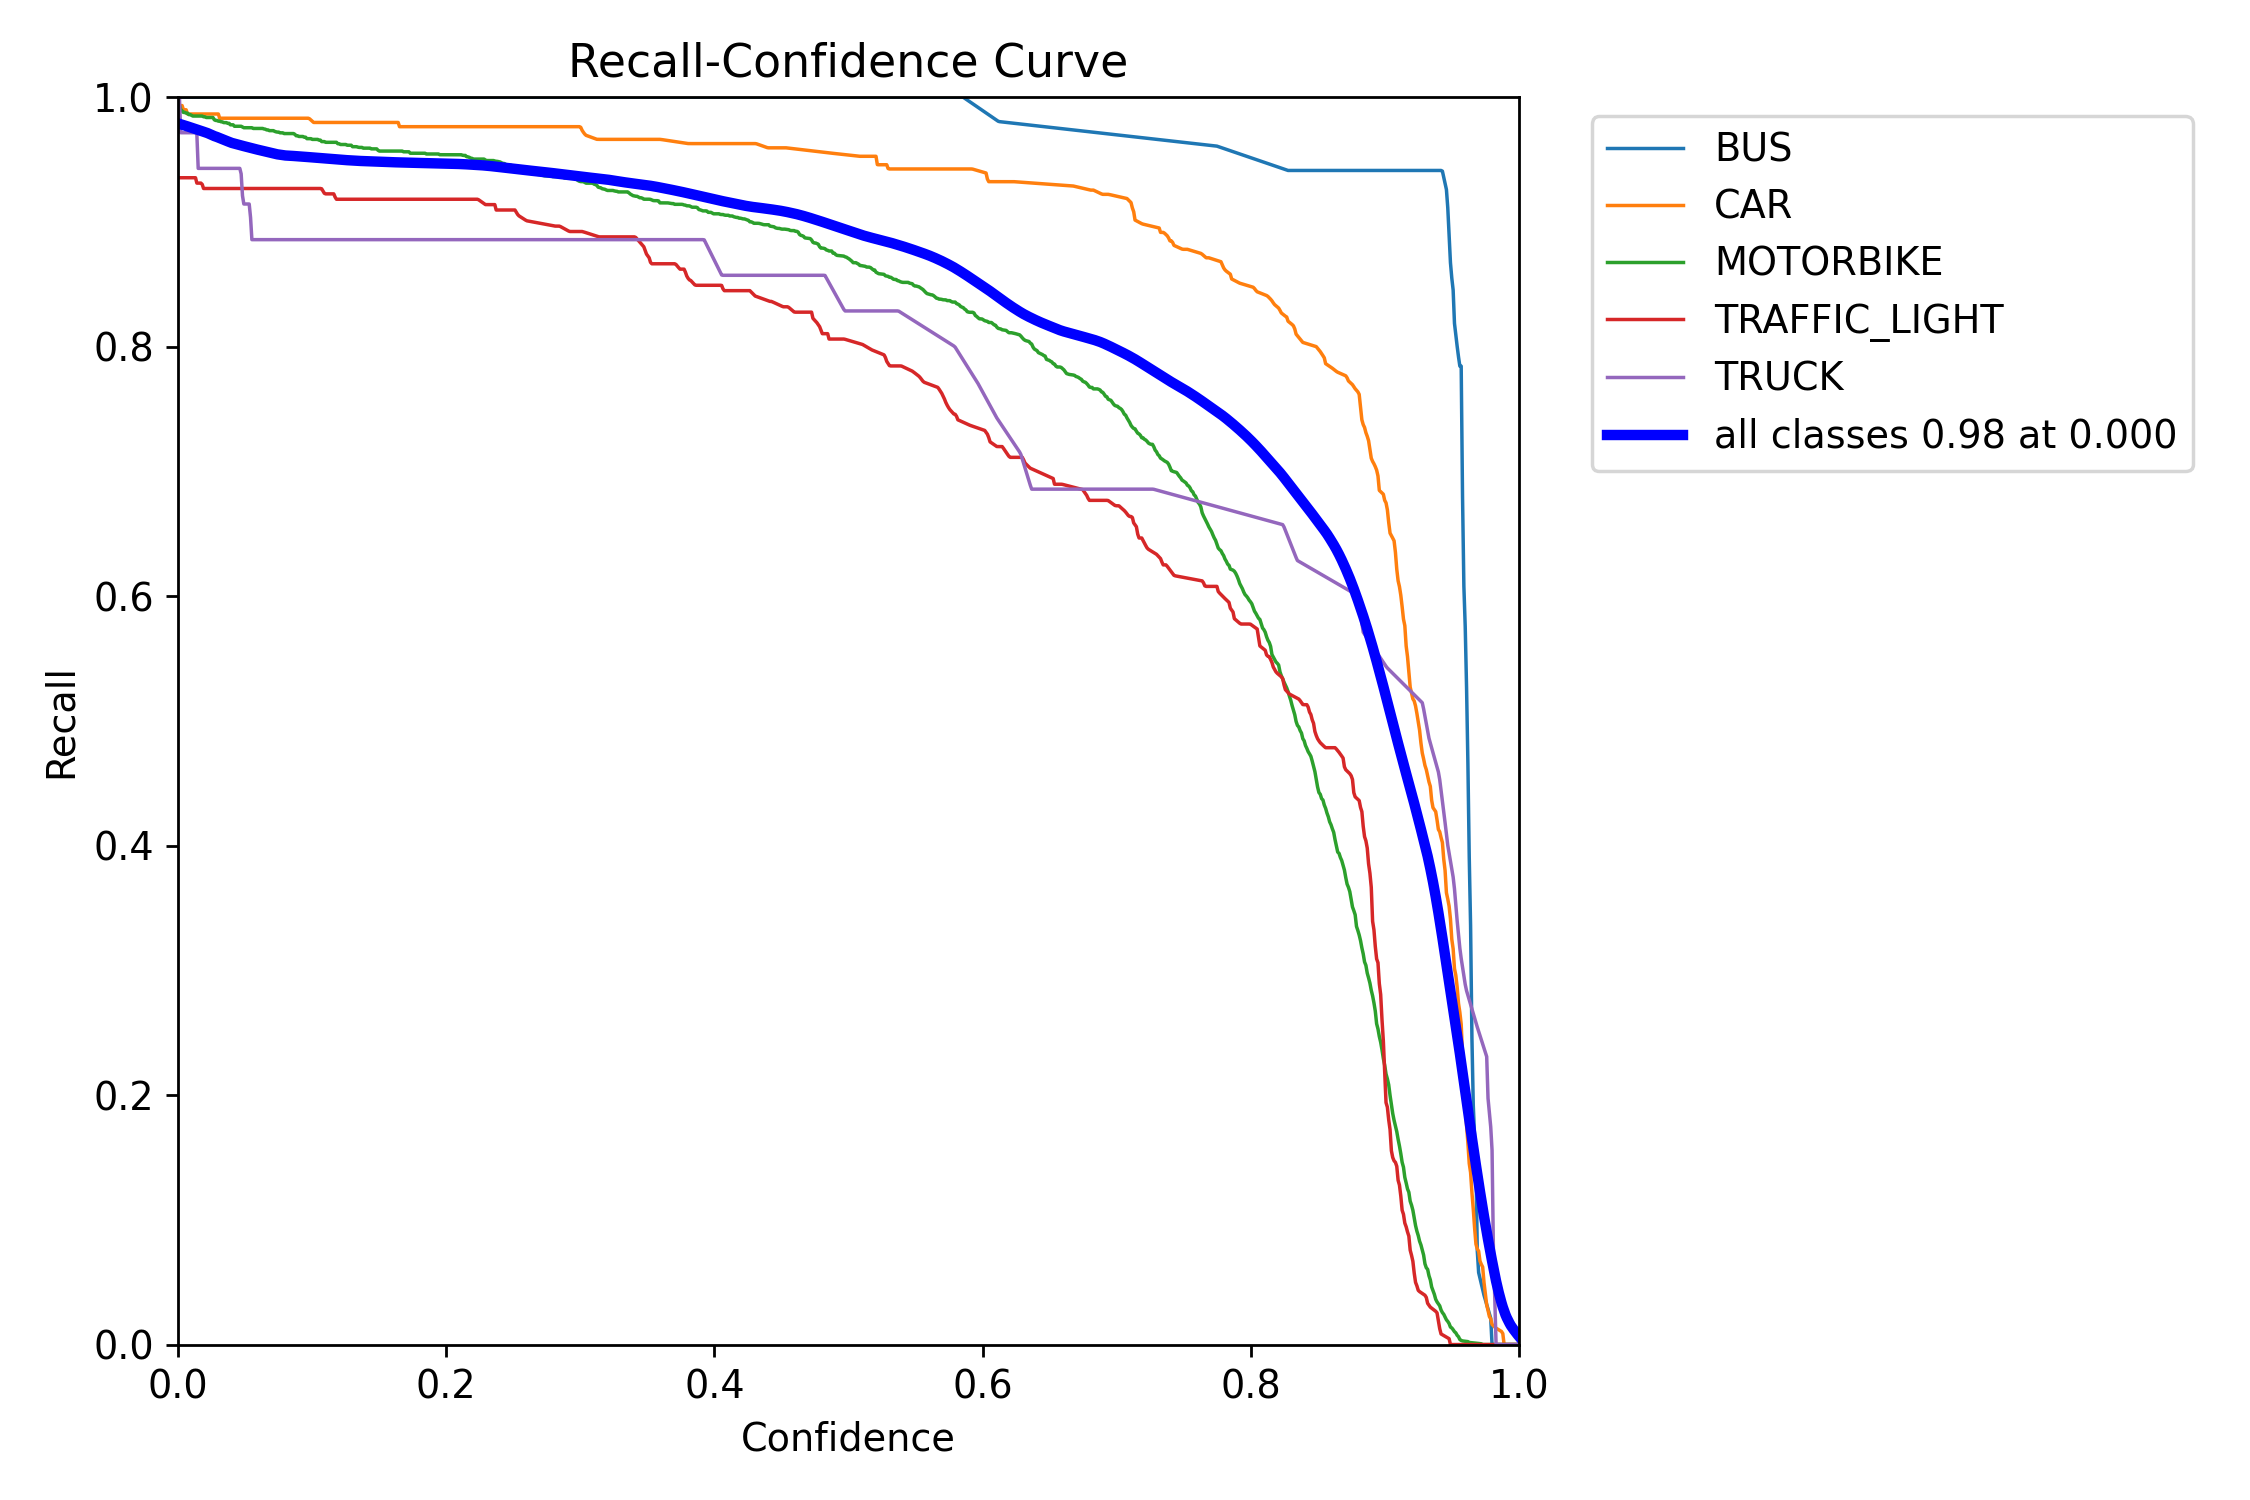 Recall-Confidence Curve
1.0
0.8
0.6
0.4
0.2
0.0
Recall
0.0 0.2 0.4 0.6 0.8 1.0
Confidence
BUS
CAR
MOTORBIKE
TRAFFIC_LIGHT
TRUCK
all classes 0.98 at 0.000